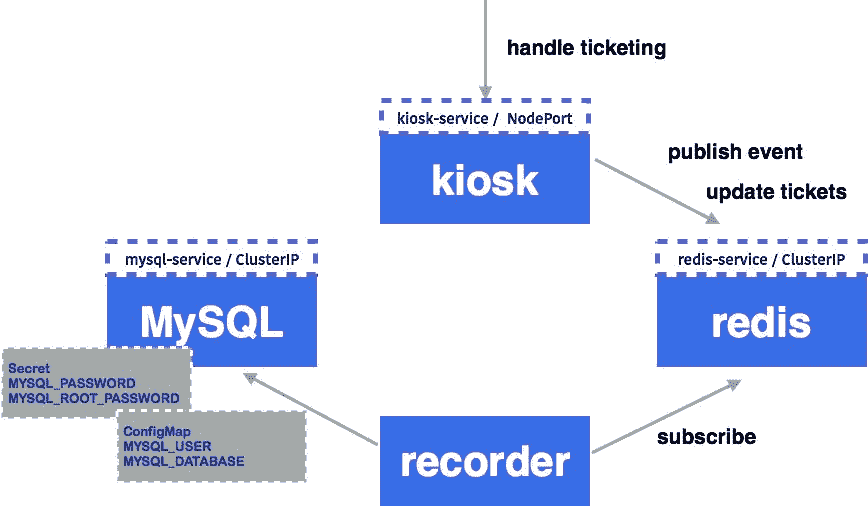 handle ticketing
kiosk-service / NodePort
kiosk
publish event
update tickets
mysql-service / ClusterIP
MySQL
redis-service / ClusterIP
redis
Secret
MYSQL_PASSWORD
MYSQL_ROOT_PASSWORD
ConfigMap
MYSQL_USER
MYSQL_DATABASE
recorder
subscribe